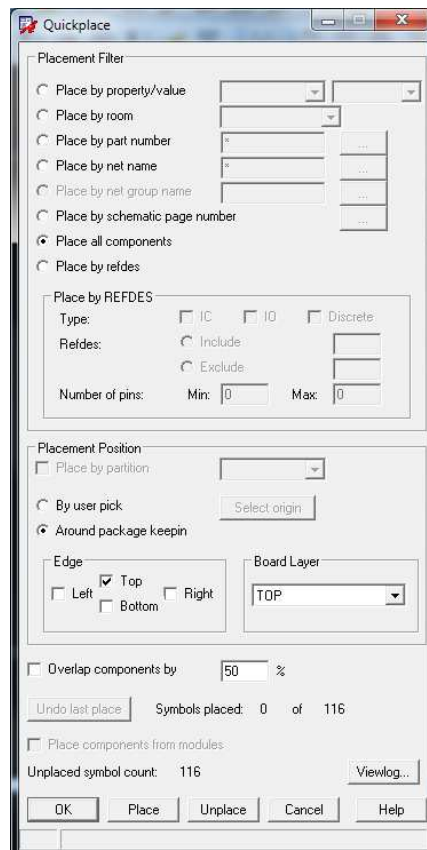 Quickplace
Placement Filter
Place by property/value
Place by room
Place by part number *
...
Place by net name *
...
Place by net group name
Place by schematic page number ...
Place all components
Place by refdes
Place by REFDES
Type: IC IO Discrete
Refdes: Include
Exclude
Number of pins: Min: 0 Max: 0
Placement Position
Place by partition
By user pick Select origin
Around package keepin
Edge
Board Layer
Top
Left Right
Bottom
TOP
Overlap components by 50 %
Undo last place Symbols placed: 0 of 116
Place components from modules
Unplaced symbol count: 116 Viewlog...
OK Place Unplace Cancel Help